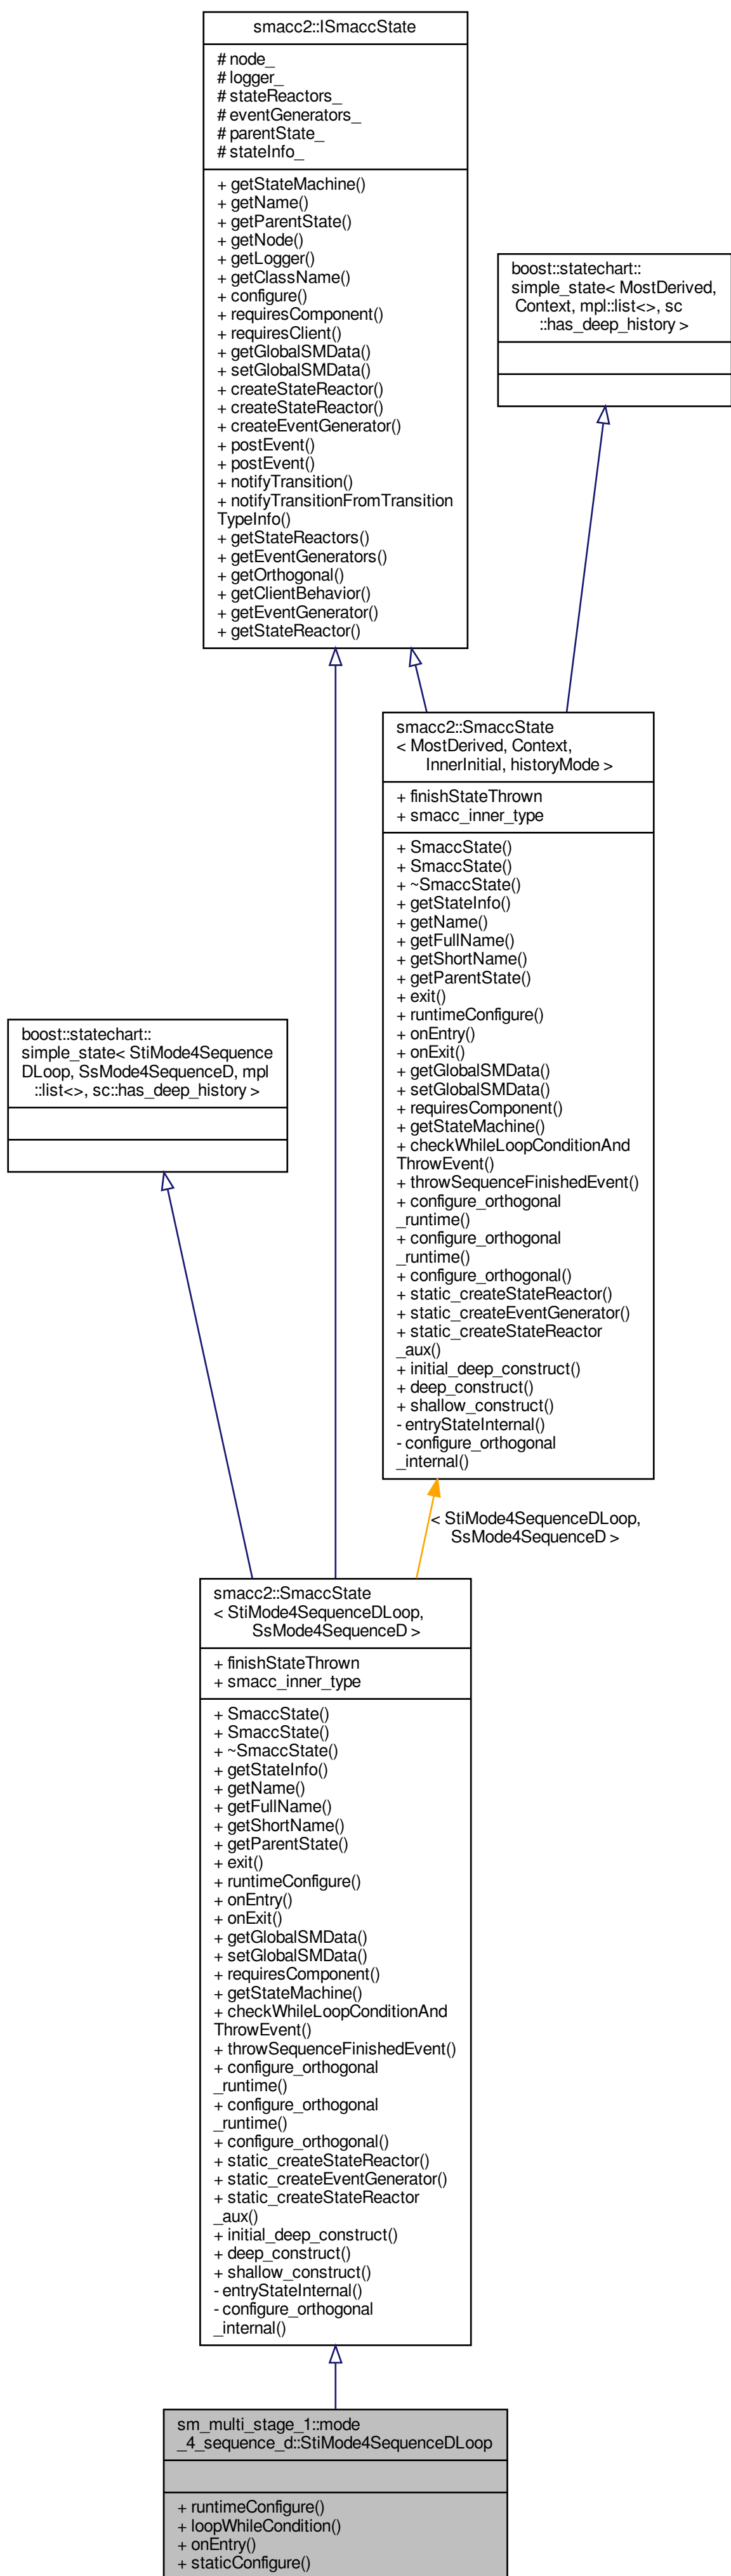 smacc2::ISmaccState
# node_
# logger_
# stateReactors_
# eventGenerators_
# parentState_
# stateInfo_
+ getStateMachine()
+ getName()
+ getParentState()
+ getNode()
+ getLogger()
+ getClassName()
+ configure()
+ requiresComponent()
+ requiresClient()
+ getGlobalSMData()
+ setGlobalSMData()
+ createStateReactor()
+ createStateReactor()
+ createEventGenerator()
+ postEvent()
+ postEvent()
+ notifyTransition()
+ notifyTransitionFromTransition
TypeInfo()
+ getStateReactors()
+ getEventGenerators()
+ getOrthogonal()
+ getClientBehavior()
+ getEventGenerator()
+ getStateReactor()
boost::statechart::
simple_state< MostDerived,
Context, mpl::list<>, sc
::has_deep_history >
smacc2::SmaccState
< MostDerived, Context,
InnerInitial, historyMode >
+ finishStateThrown
+ smacc_inner_type
+ SmaccState()
+ SmaccState()
+ ~SmaccState()
+ getStateInfo()
+ getName()
+ getFullName()
+ getShortName()
+ getParentState()
+ exit()
+ runtimeConfigure()
+ onEntry()
+ onExit()
+ getGlobalSMData()
+ setGlobalSMData()
+ requiresComponent()
+ getStateMachine()
+ checkWhileLoopConditionAnd
ThrowEvent()
+ throwSequenceFinishedEvent()
+ configure_orthogonal
_runtime()
+ configure_orthogonal
_runtime()
+ configure_orthogonal()
+ static_createStateReactor()
+ static_createEventGenerator()
+ static_createStateReactor
_aux()
+ initial_deep_construct()
+ deep_construct()
+ shallow_construct()
- entryStateInternal()
- configure_orthogonal
_internal()
boost::statechart::
simple_state< StiMode4Sequence
DLoop, SsMode4SequenceD, mpl
::list<>, sc::has_deep_history >
< StiMode4SequenceDLoop,
SsMode4SequenceD >
smacc2::SmaccState
< StiMode4SequenceDLoop,
SsMode4SequenceD >
+ finishStateThrown
+ smacc_inner_type
+ SmaccState()
+ SmaccState()
+ ~SmaccState()
+ getStateInfo()
+ getName()
+ getFullName()
+ getShortName()
+ getParentState()
+ exit()
+ runtimeConfigure()
+ onEntry()
+ onExit()
+ getGlobalSMData()
+ setGlobalSMData()
+ requiresComponent()
+ getStateMachine()
+ checkWhileLoopConditionAnd
ThrowEvent()
+ throwSequenceFinishedEvent()
+ configure_orthogonal
_runtime()
+ configure_orthogonal
_runtime()
+ configure_orthogonal()
+ static_createStateReactor()
+ static_createEventGenerator()
+ static_createStateReactor
_aux()
+ initial_deep_construct()
+ deep_construct()
+ shallow_construct()
- entryStateInternal()
- configure_orthogonal
_internal()
sm_multi_stage_1::mode
_4_sequence_d::StiMode4SequenceDLoop
+ runtimeConfigure()
+ loopWhileCondition()
+ onEntry()
+ staticConfigure()